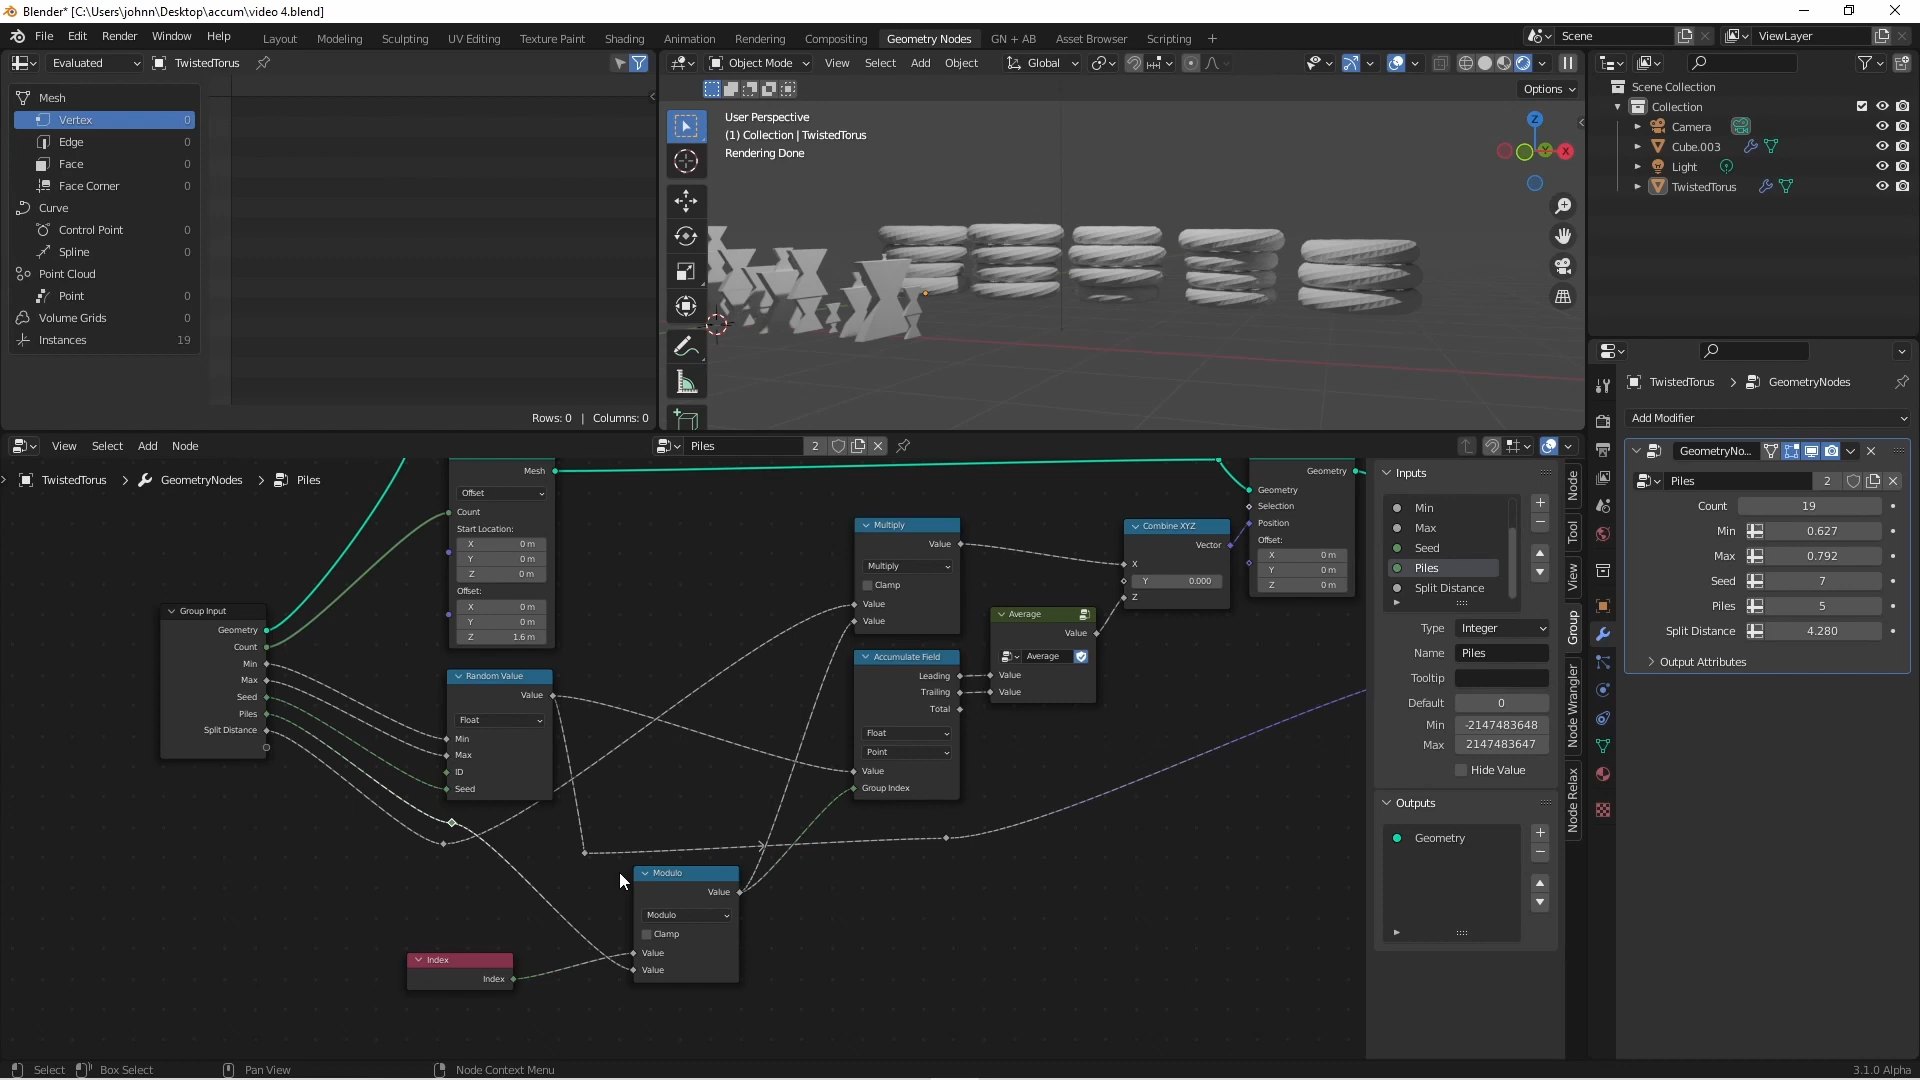 Blender* [C:\Users\johnn\Desktop\accum\video 4.blend]
File Edit Render Window Help Layout Modeling Sculpting UV Editing Texture Paint Shading Animation Rendering Compositing Geometry Nodes GN + AB Asset Browser Scripting + Scene ViewLayer
Evaluated TwistedTorus
Mesh
Vertex 0
Edge 0
Face 0
Face Corner 0
Curve
Control Point 0
Spline 0
Point Cloud
Point 0
Volume Grids
Instances 19
Rows: 0 | Columns: 0
Object Mode View Select Add Object Global
Options
User Perspective
(1) Collection | TwistedTorus
Rendering Done
Z
Y
X
Scene Collection
Collection
Camera
Cube.003
Light
TwistedTorus
View Select Add Node Piles 2
TwistedTorus > GeometryNodes > Piles
Group Input
Geometry
Count
Min
Max
Seed
Piles
Split Distance
Mesh
Offset
Count
Start Location:
X 0 m
Y 0 m
Z 0 m
Offset:
X 0 m
Y 0 m
Z 1.6 m
Random Value
Value
Float
Min
Max
ID
Seed
Index
Index
Modulo
Value
Modulo
Clamp
Value
Value
Multiply
Value
Multiply
Clamp
Value
Value
Accumulate Field
Leading
Trailing
Total
Float
Point
Value
Group Index
Average
Value
Average
Value
Value
Combine XYZ
Vector
X
Y 0.000
Z
Geometry
Geometry
Selection
Position
Offset:
X 0 m
Y 0 m
Z 0 m
Inputs
Min
Max
Seed
Piles
Split Distance
Type Integer
Name Piles
Tooltip
Default 0
Min -2147483648
Max 2147483647
Hide Value
Outputs
Geometry
Node
Tool
View
Group
Node Wrangler
Node Relax
TwistedTorus > GeometryNodes
Add Modifier
GeometryNo...
Piles 2
Count 19
Min 0.627
Max 0.792
Seed 7
Piles 5
Split Distance 4.280
Output Attributes
Select Box Select Pan View Node Context Menu 3.1.0 Alpha